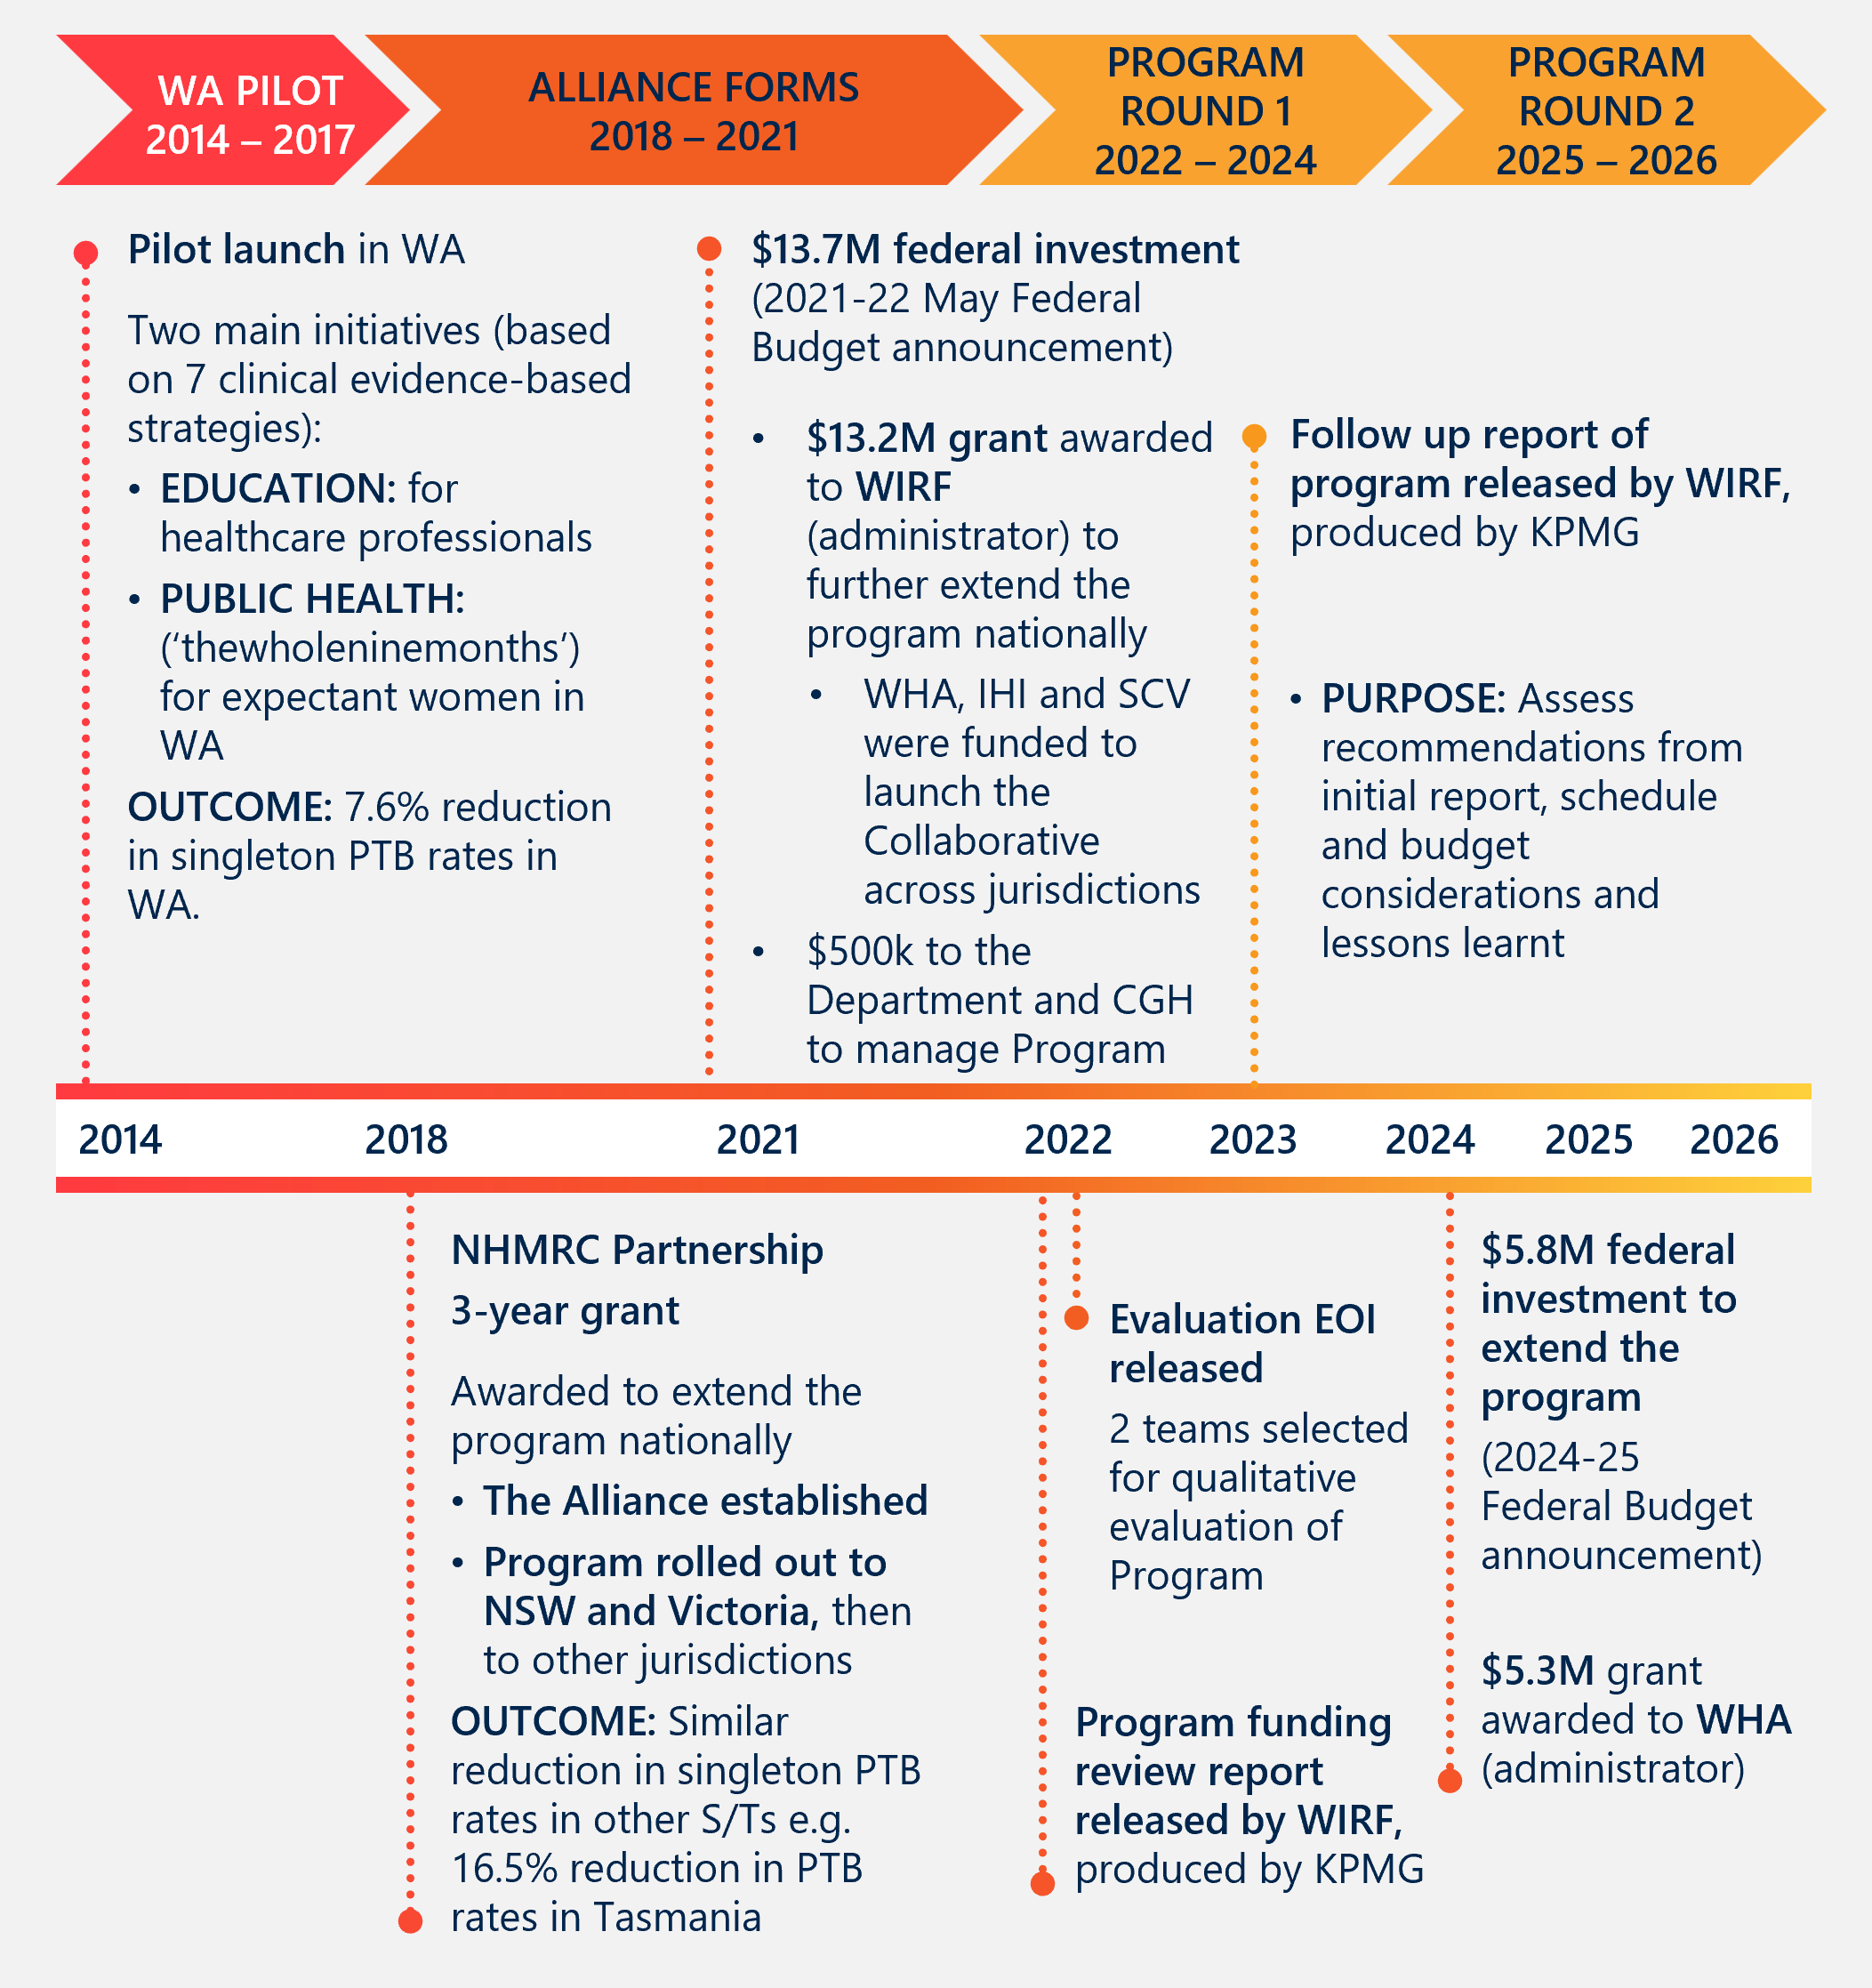 WA PILOT
2014 – 2017
ALLIANCE FORMS
2018 – 2021
PROGRAM
ROUND 1
2022 – 2024
PROGRAM
ROUND 2
2025 – 2026
Pilot launch in WA
Two main initiatives (based
on 7 clinical evidence-based
strategies):
• EDUCATION: for
healthcare professionals
• PUBLIC HEALTH:
(‘thewholeninemonths’)
for expectant women in
WA
OUTCOME: 7.6% reduction
in singleton PTB rates in
WA.
$13.7M federal investment
(2021-22 May Federal
Budget announcement)
• $13.2M grant awarded
to WIRF
(administrator) to
further extend the
program nationally
• WHA, IHI and SCV
were funded to
launch the
Collaborative
across jurisdictions
• $500k to the
Department and CGH
to manage Program
Follow up report of
program released by WIRF,
produced by KPMG
• PURPOSE: Assess
recommendations from
initial report, schedule
and budget
considerations and
lessons learnt
2014 2018 2021 2022 2023 2024 2025 2026
NHMRC Partnership
3-year grant
Awarded to extend the
program nationally
• The Alliance established
• Program rolled out to
NSW and Victoria, then
to other jurisdictions
OUTCOME: Similar
reduction in singleton PTB
rates in other S/Ts e.g.
16.5% reduction in PTB
rates in Tasmania
Evaluation EOI
released
2 teams selected
for qualitative
evaluation of
Program
Program funding
review report
released by WIRF,
produced by KPMG
$5.8M federal
investment to
extend the
program
(2024-25
Federal Budget
announcement)
$5.3M grant
awarded to WHA
(administrator)